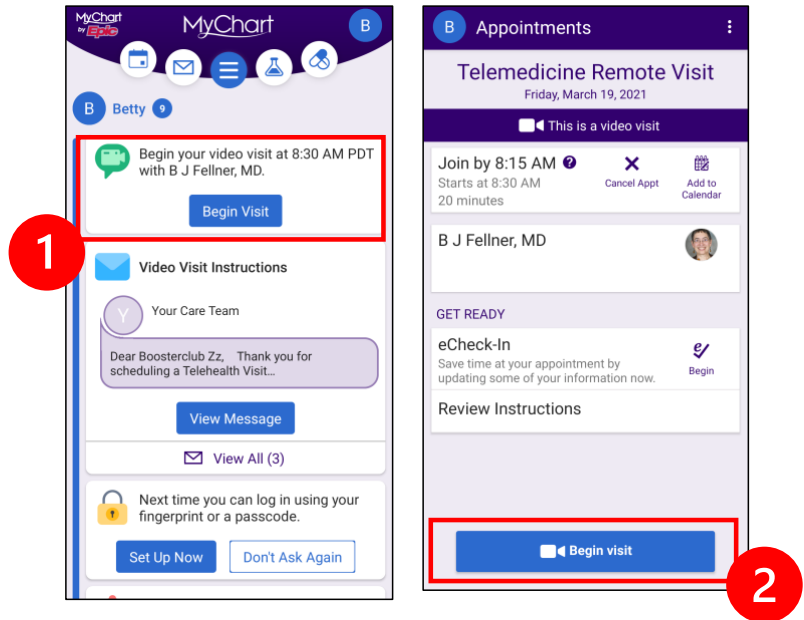 MyChart
by Epic
MyChart
B
B
Betty 9
Begin your video visit at 8:30 AM PDT
with B J Fellner, MD.
Begin Visit
1
Video Visit Instructions
Y
Your Care Team
Dear Boosterclub Zz, Thank you for
scheduling a Telehealth Visit...
View Message
View All (3)
Next time you can log in using your
fingerprint or a passcode.
Set Up Now
Don't Ask Again
B
Appointments
Telemedicine Remote Visit
Friday, March 19, 2021
This is a video visit
Join by 8:15 AM ?
Starts at 8:30 AM
20 minutes
Cancel Appt
Add to
Calendar
B J Fellner, MD
GET READY
eCheck-In
Save time at your appointment by
updating some of your information now.
Begin
Review Instructions
Begin visit
2